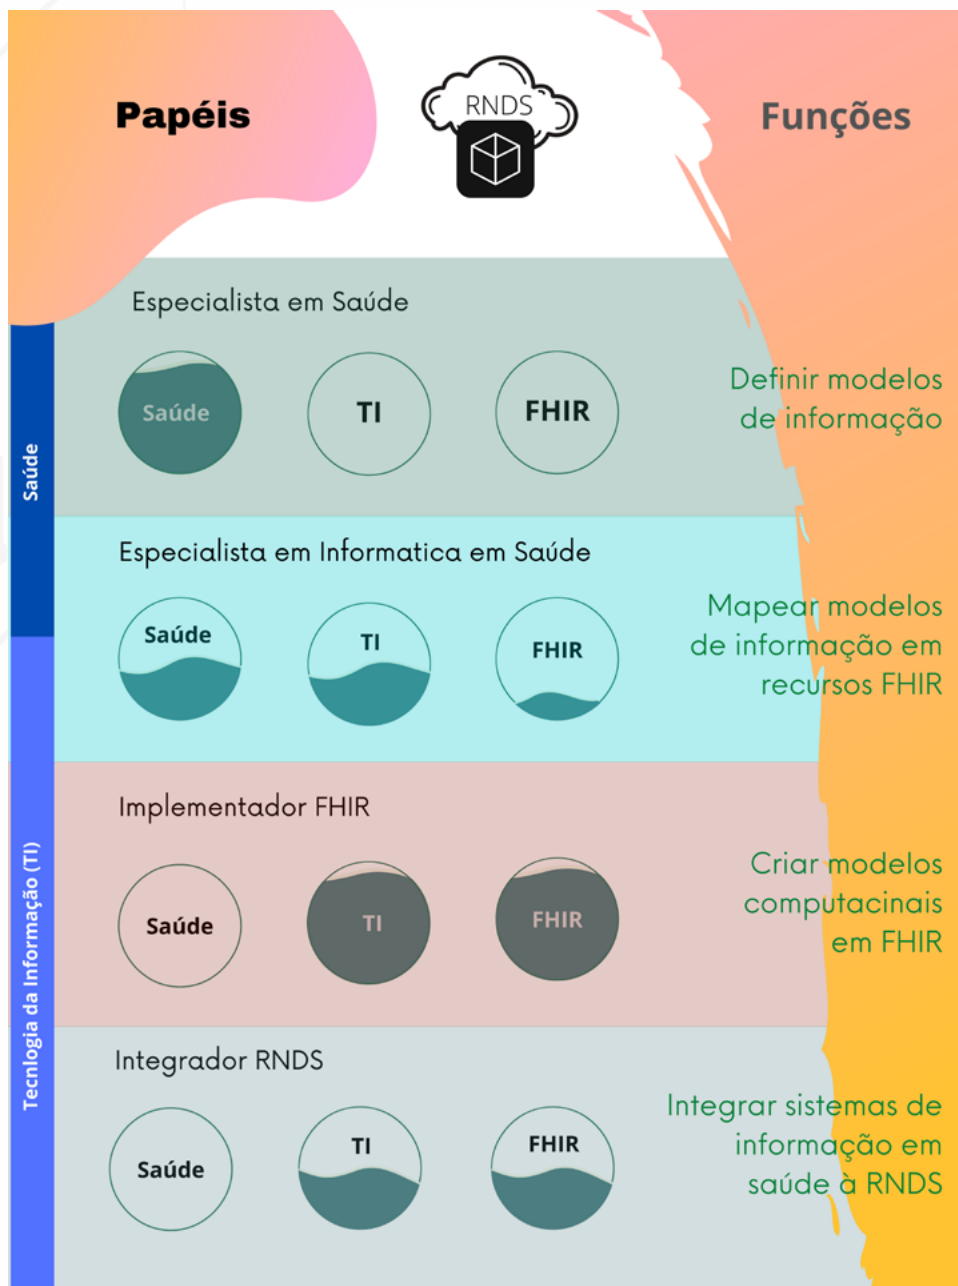 Papéis
RNDS
Funções
Especialista em Saúde
Saúde
TI
FHIR
Definir modelos
de informação
Saúde
Especialista em Informatica em Saúde
Saúde
TI
FHIR
Mapear modelos
de informação em
recursos FHIR
Tecnlogia da Informação (TI)
Implementador FHIR
Saúde
TI
FHIR
Criar modelos
computacinais
em FHIR
Integrador RNDS
Saúde
TI
FHIR
Integrar sistemas de
informação em
saúde à RNDS